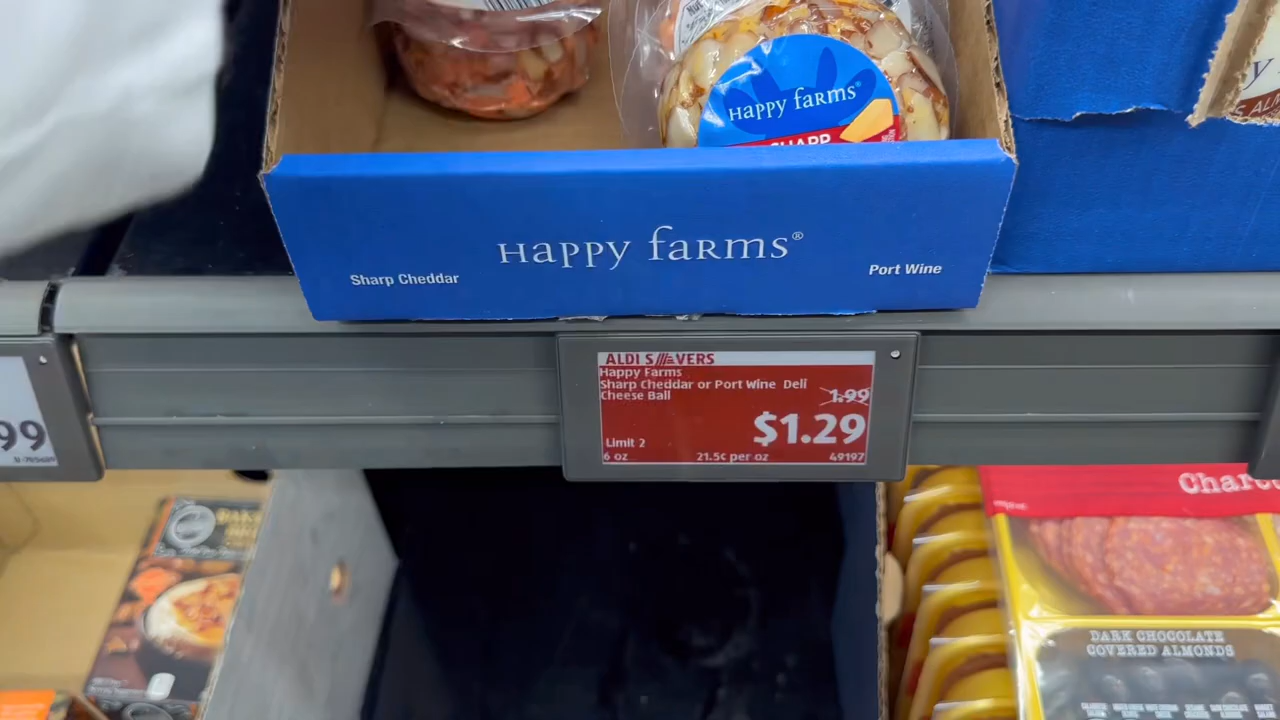 Happy farms®
SHARP
Happy farms®
Sharp Cheddar
Port Wine
ALDI SAVERS
Happy Farms
Sharp Cheddar or Port Wine Deli
Cheese Ball
1.99
$1.29
Limit 2
6 oz
21.5¢ per oz
49197
99
Charc
DARK CHOCOLATE
COVERED ALMONDS